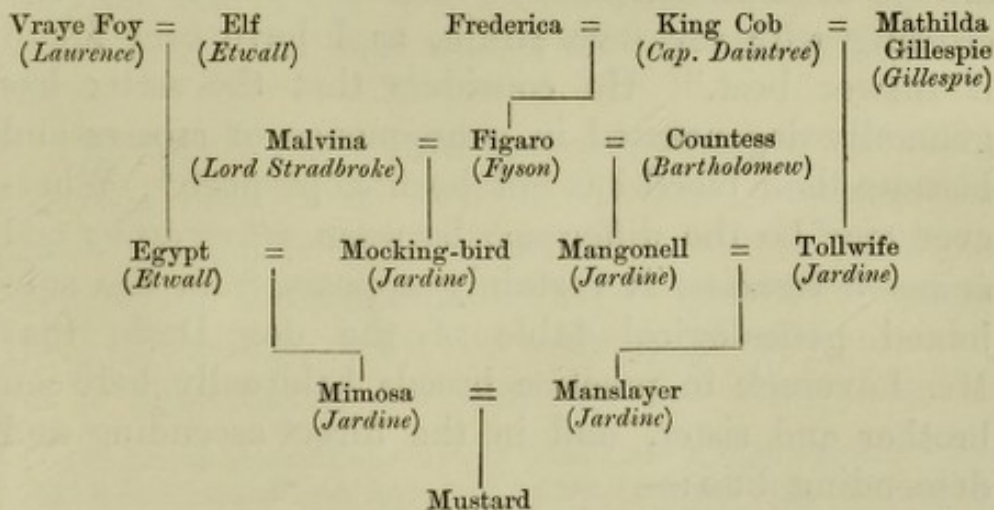 Vraye Foy = Elf Frederica = King Cob = Mathilda
(Laurence) (Etwall) (Cap. Daintree) Gillespie
(Gillespie)
Malvina = Figaro = Countess
(Lord Stradbroke) (Fyson) (Bartholomew)
Egypt = Mocking-bird Mangonell = Tollwife
(Etwall) (Jardine) (Jardine) (Jardine)
Mimosa = Manslayer
(Jardine) (Jardine)
Mustard